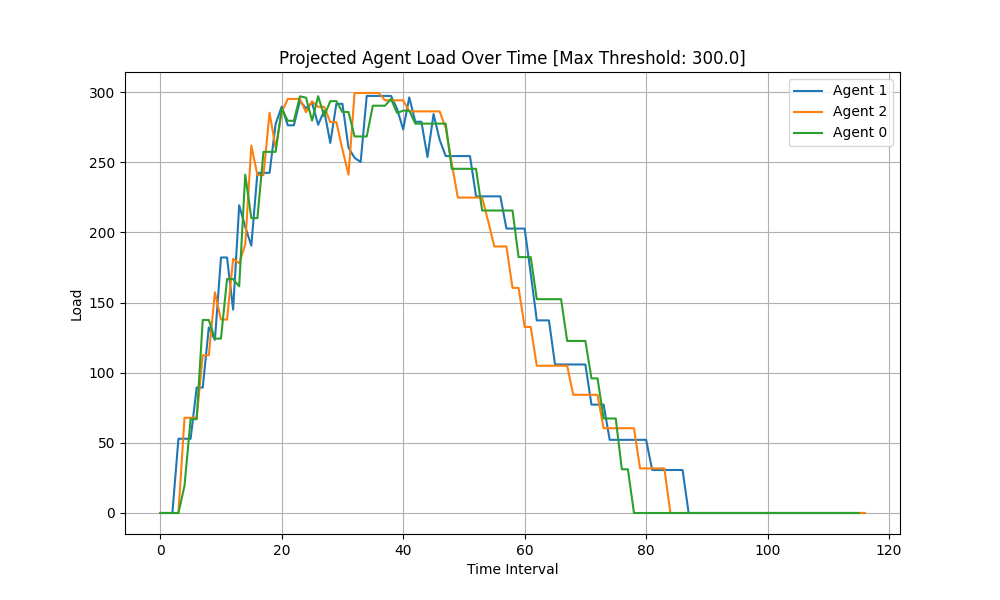 Projected Agent Load Over Time [Max Threshold: 300.0]
Agent 1
Agent 2
Agent 0
Load
300
250
200
150
100
50
0
0 20 40 60 80 100 120
Time Interval